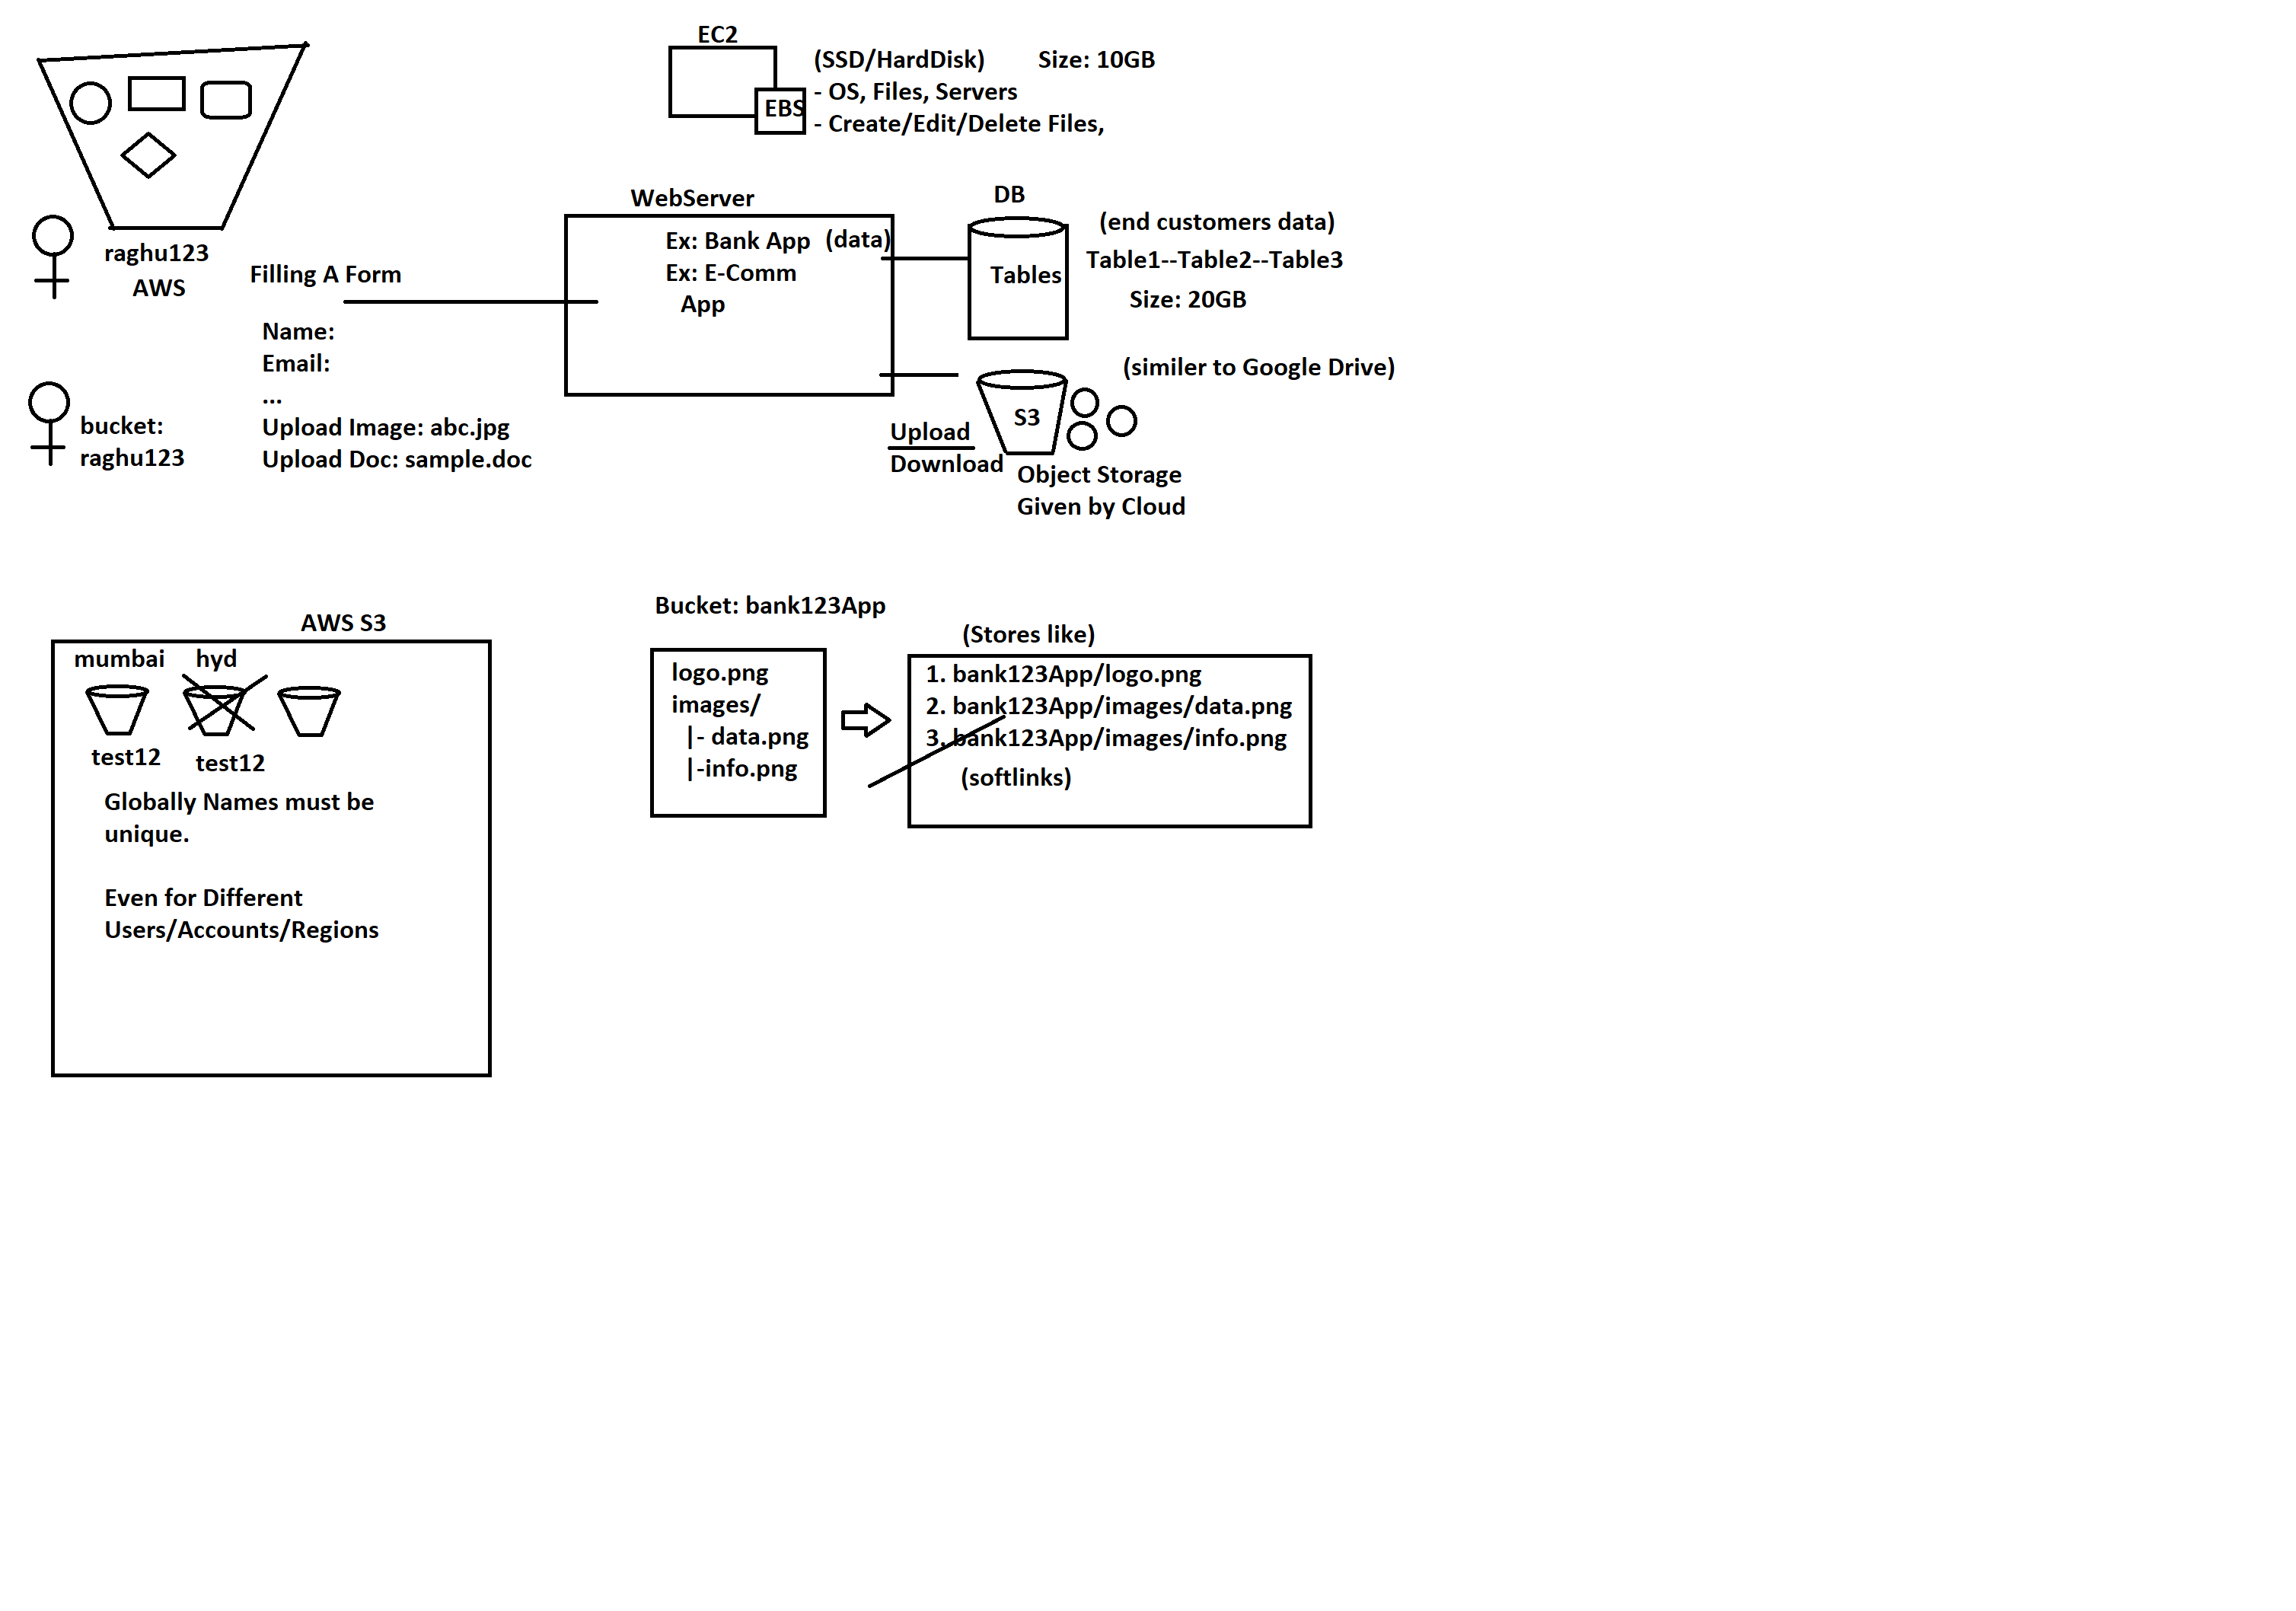 EC2
(SSD/HardDisk) Size: 10GB
- OS, Files, Servers
EBS
- Create/Edit/Delete Files,
raghu123
AWS
Filling A Form
Name:
Email:
...
Upload Image: abc.jpg
Upload Doc: sample.doc
bucket:
raghu123
WebServer
Ex: Bank App (data)
Ex: E-Comm
App
DB
(end customers data)
Tables
Table1--Table2--Table3
Size: 20GB
(similer to Google Drive)
S3
Upload
Download
Object Storage
Given by Cloud
AWS S3
mumbai hyd
test12 test12
Globally Names must be
unique.
Even for Different
Users/Accounts/Regions
Bucket: bank123App
logo.png
images/
|- data.png
|-info.png
(Stores like)
1. bank123App/logo.png
2. bank123App/images/data.png
3. bank123App/images/info.png
(softlinks)